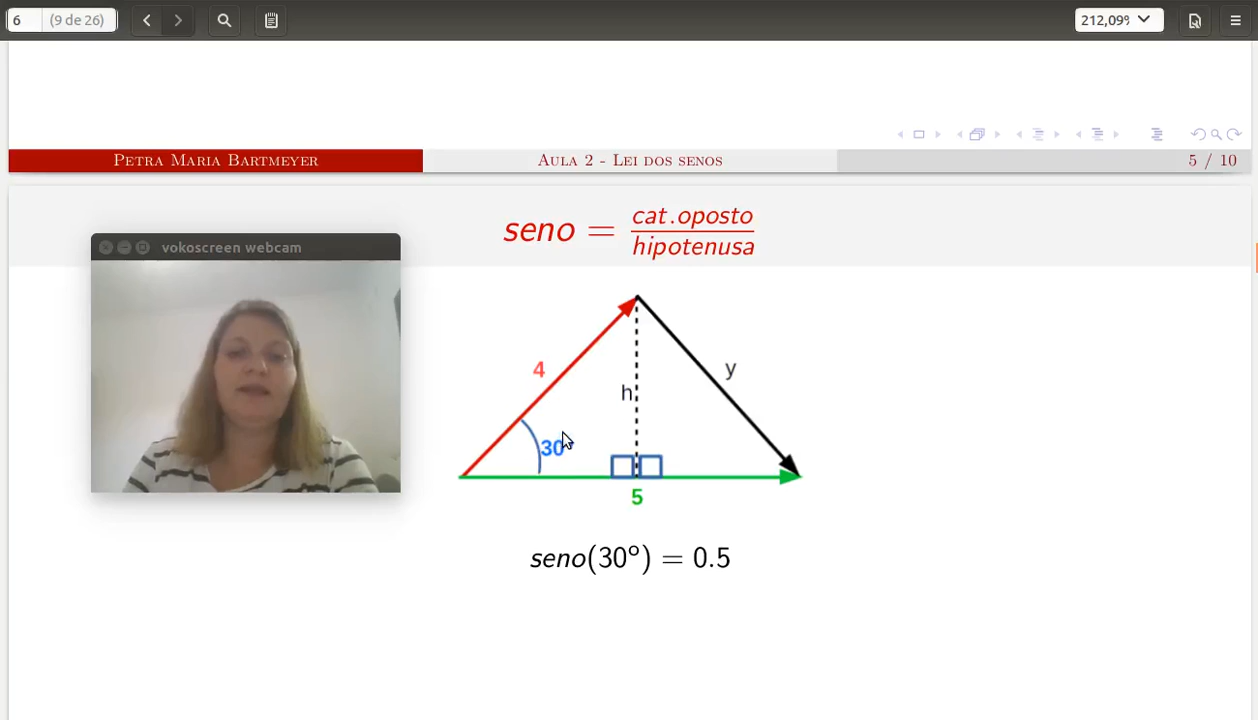 6 (9 de 26) 212,09%
PETRA MARIA BARTMEYER AULA 2 - LEI DOS SENOS 5 / 10
seno = cat.oposto / hipotenusa
vokoscreen webcam
4
h
y
30
5
seno(30º) = 0.5